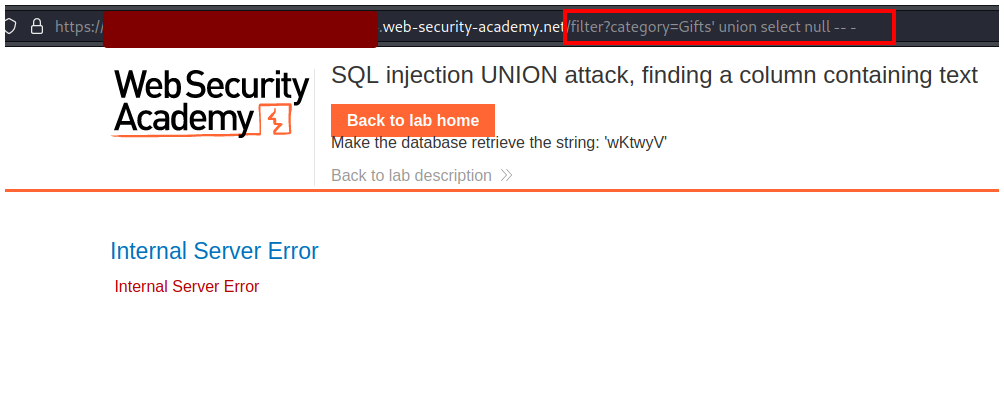 https://.web-security-academy.net/filter?category=Gifts' union select null -- -
Web Security
Academy
SQL injection UNION attack, finding a column containing text
Back to lab home
Make the database retrieve the string: 'wKtwyV'
Back to lab description
Internal Server Error
Internal Server Error